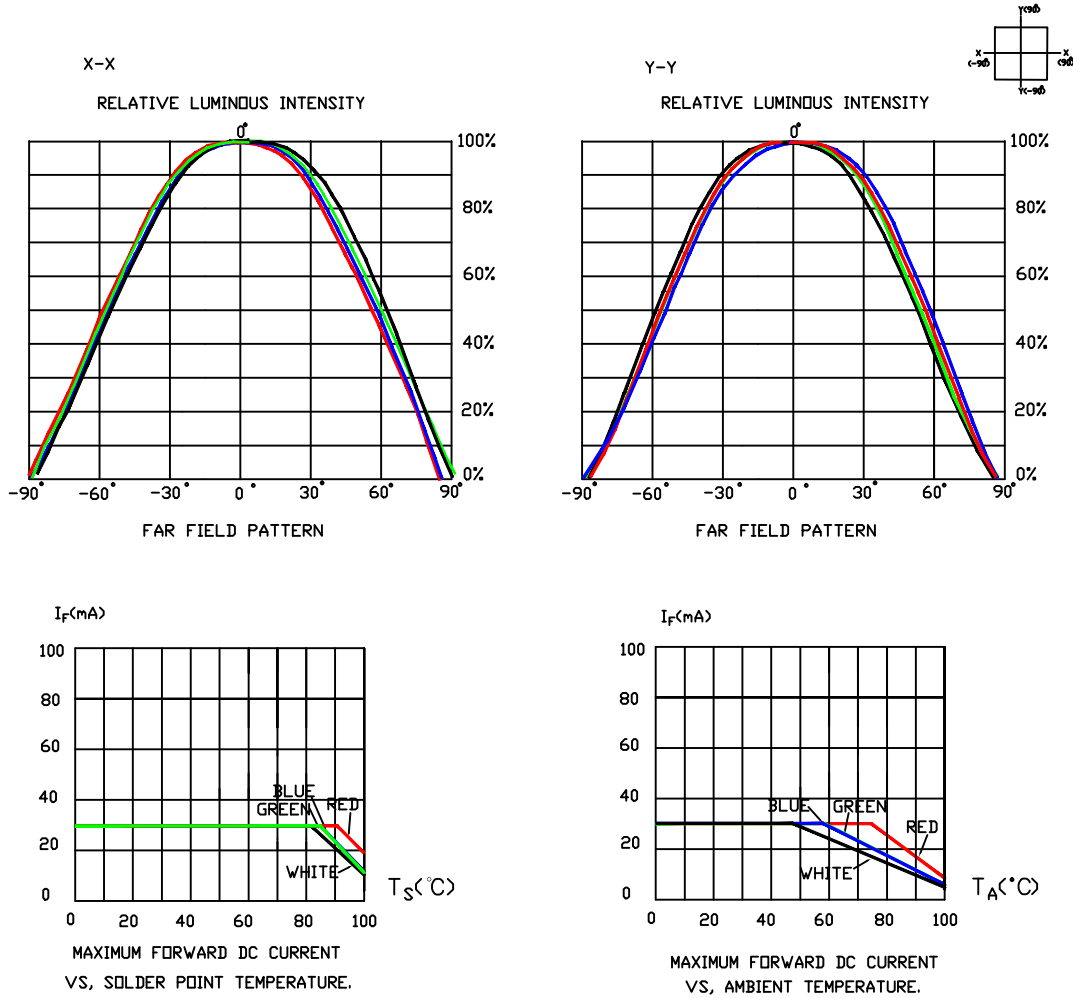 X-X
RELATIVE LUMINOUS INTENSITY
0°
100%
80%
60%
40%
20%
0%
-90° -60° -30° 0° 30° 60° 90°
FAR FIELD PATTERN
Y-Y
RELATIVE LUMINOUS INTENSITY
0°
100%
80%
60%
40%
20%
0%
-90° -60° -30° 0° 30° 60° 90°
FAR FIELD PATTERN
Y(90°)
X
(-90°)
X
(90°)
Y(-90°)
IF(mA)
100
80
60
40
20
0
BLUE
GREEN
RED
WHITE
TS(°C)
0 20 40 60 80 100
MAXIMUM FORWARD DC CURRENT
VS, SOLDER POINT TEMPERATURE.
IF(mA)
100
80
60
40
20
0
BLUE
GREEN
RED
WHITE
TA(°C)
0 20 40 60 80 100
MAXIMUM FORWARD DC CURRENT
VS, AMBIENT TEMPERATURE.